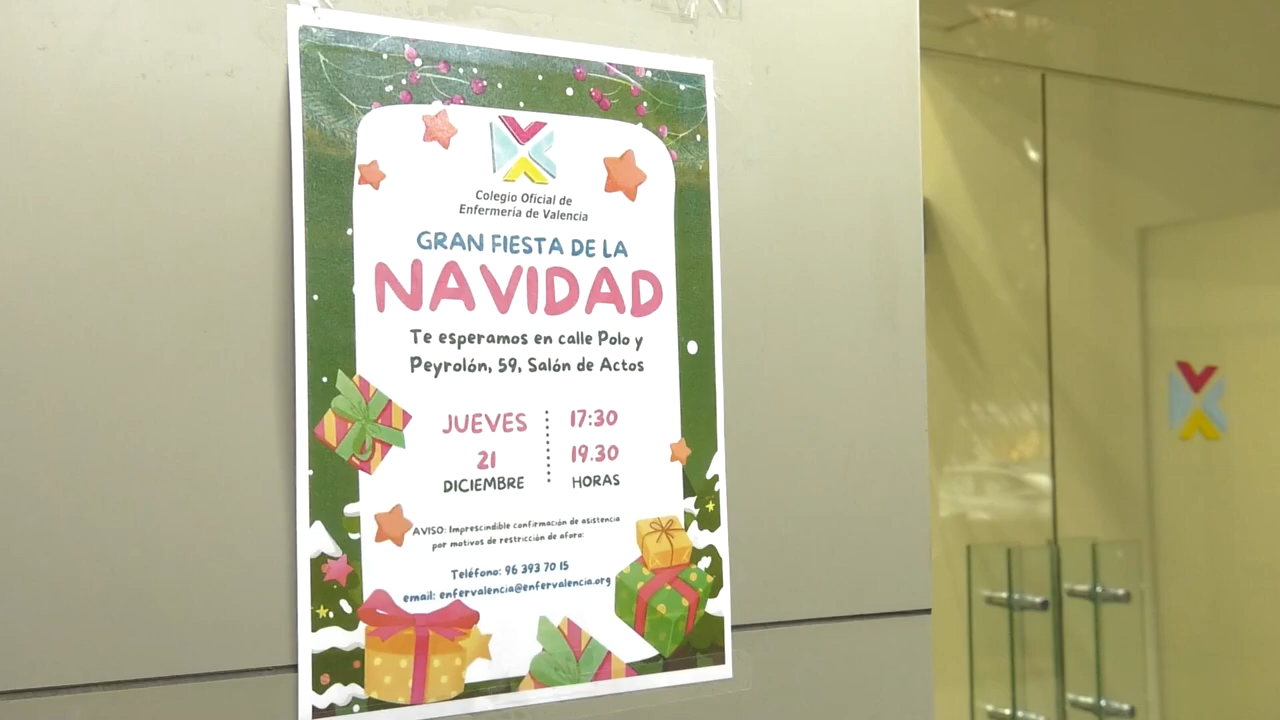 Colegio Oficial de
Enfermería de Valencia
GRAN FIESTA DE LA
NAVIDAD
Te esperamos en calle Polo y
Peyrolón, 59, Salón de Actos
JUEVES
21
DICIEMBRE
17:30
19.30
HORAS
AVISO: Imprescindible confirmación de asistencia
por motivos de restricción de aforo:
Teléfono: 96 393 70 15
email: enfervalencia@enfervalencia.org